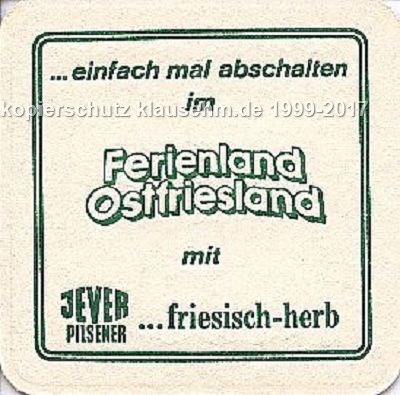 ...einfach mal abschalten
kopierschutz klausehm.de 1999-2017
im
Ferienland
Ostfriesland
mit
JEVER
PILSENER
...friesisch-herb